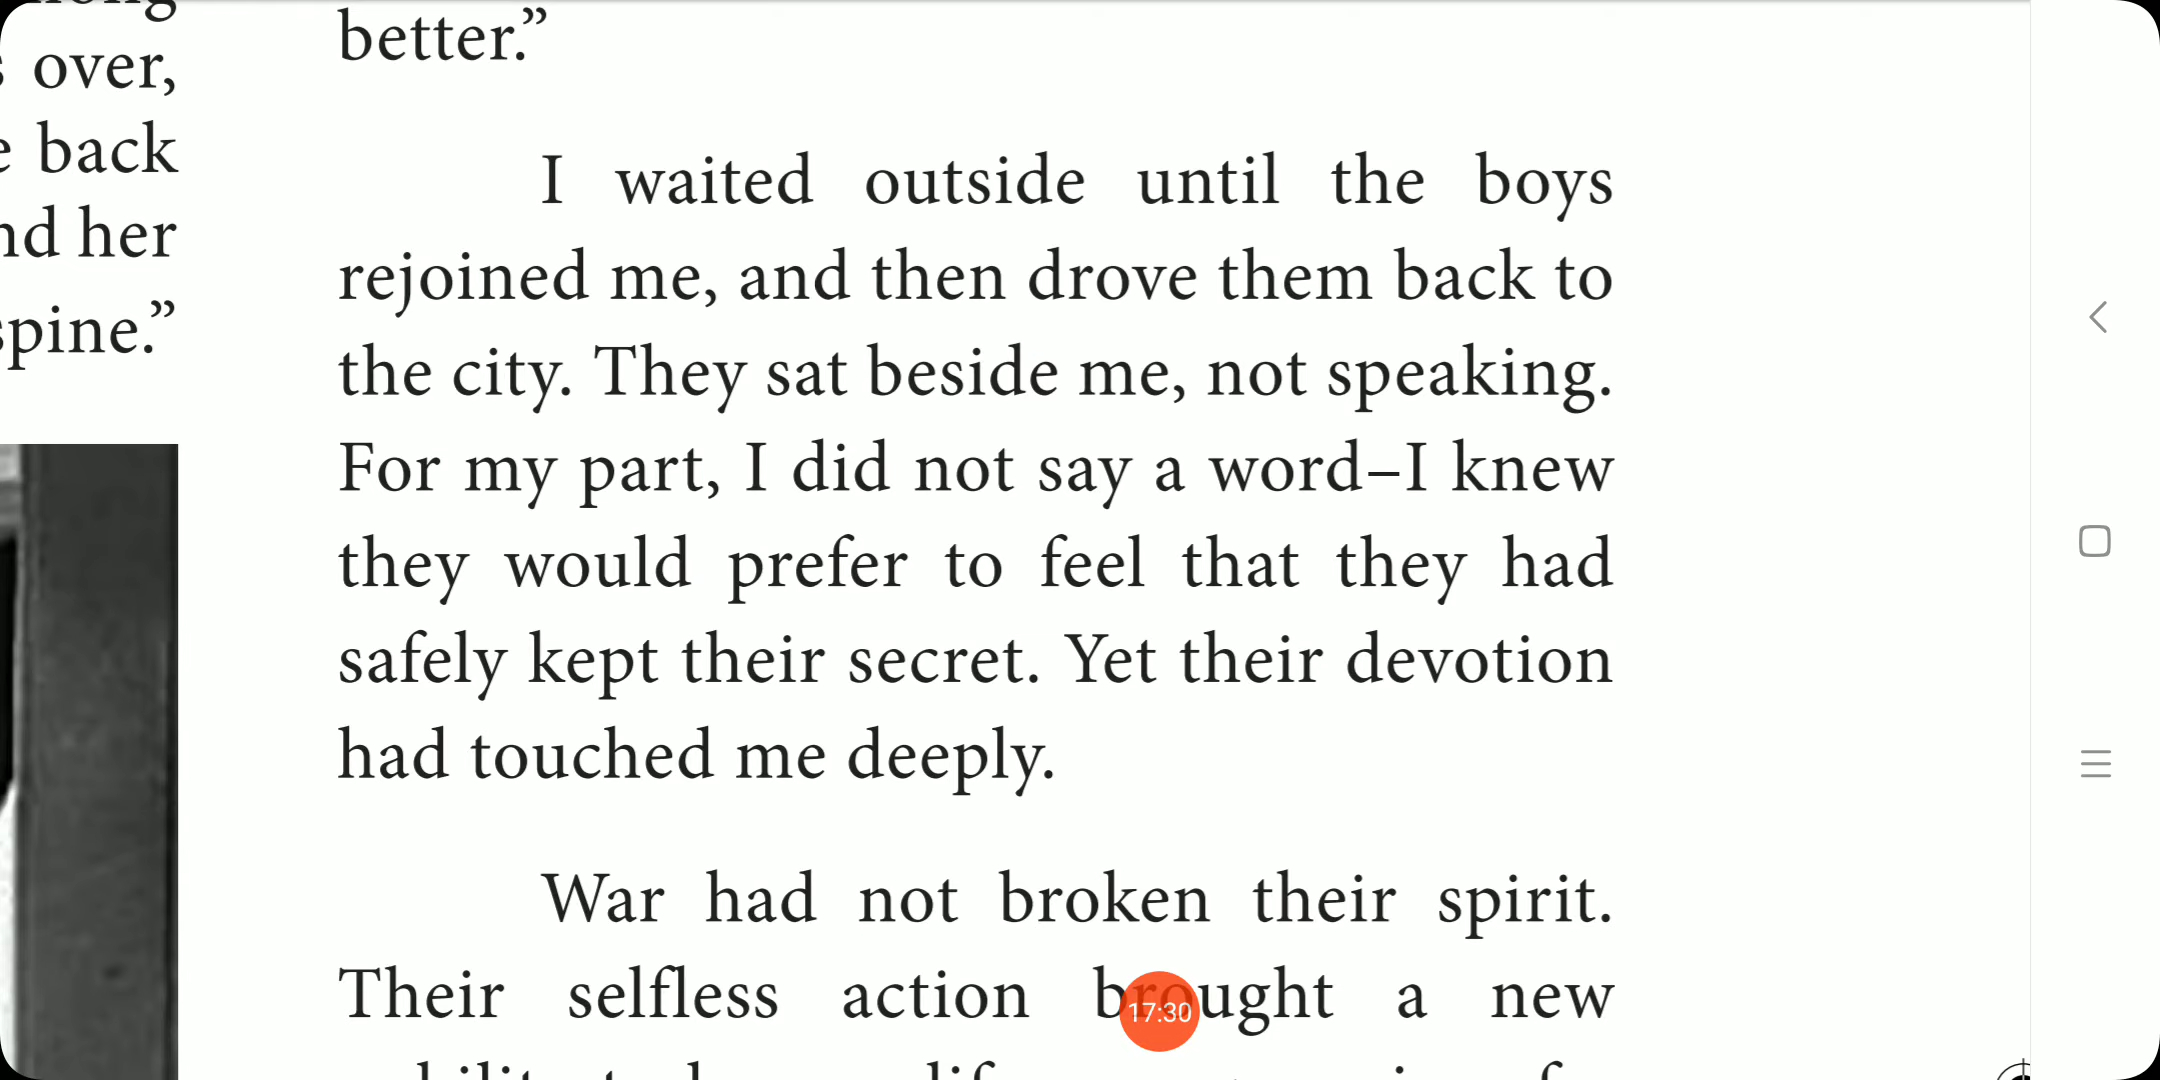 over,
back
her
spine.”
better.”
I waited outside until the boys
rejoined me, and then drove them back to
the city. They sat beside me, not speaking.
For my part, I did not say a word–I knew
they would prefer to feel that they had
safely kept their secret. Yet their devotion
had touched me deeply.
War had not broken their spirit.
Their selfless action brought a new
17:30